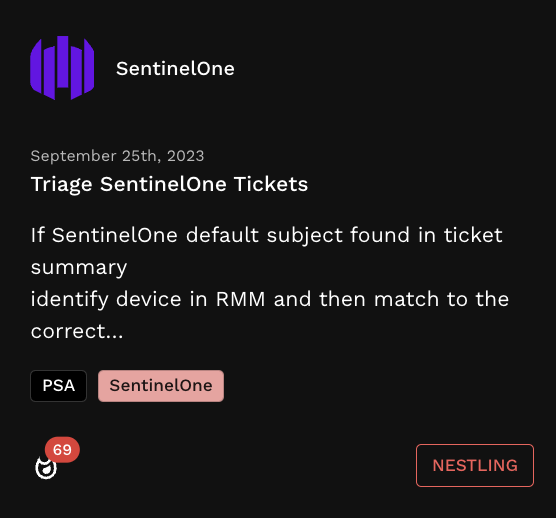 SentinelOne
September 25th, 2023
Triage SentinelOne Tickets
If SentinelOne default subject found in ticket
summary
identify device in RMM and then match to the
correct...
PSA
SentinelOne
69
NESTLING